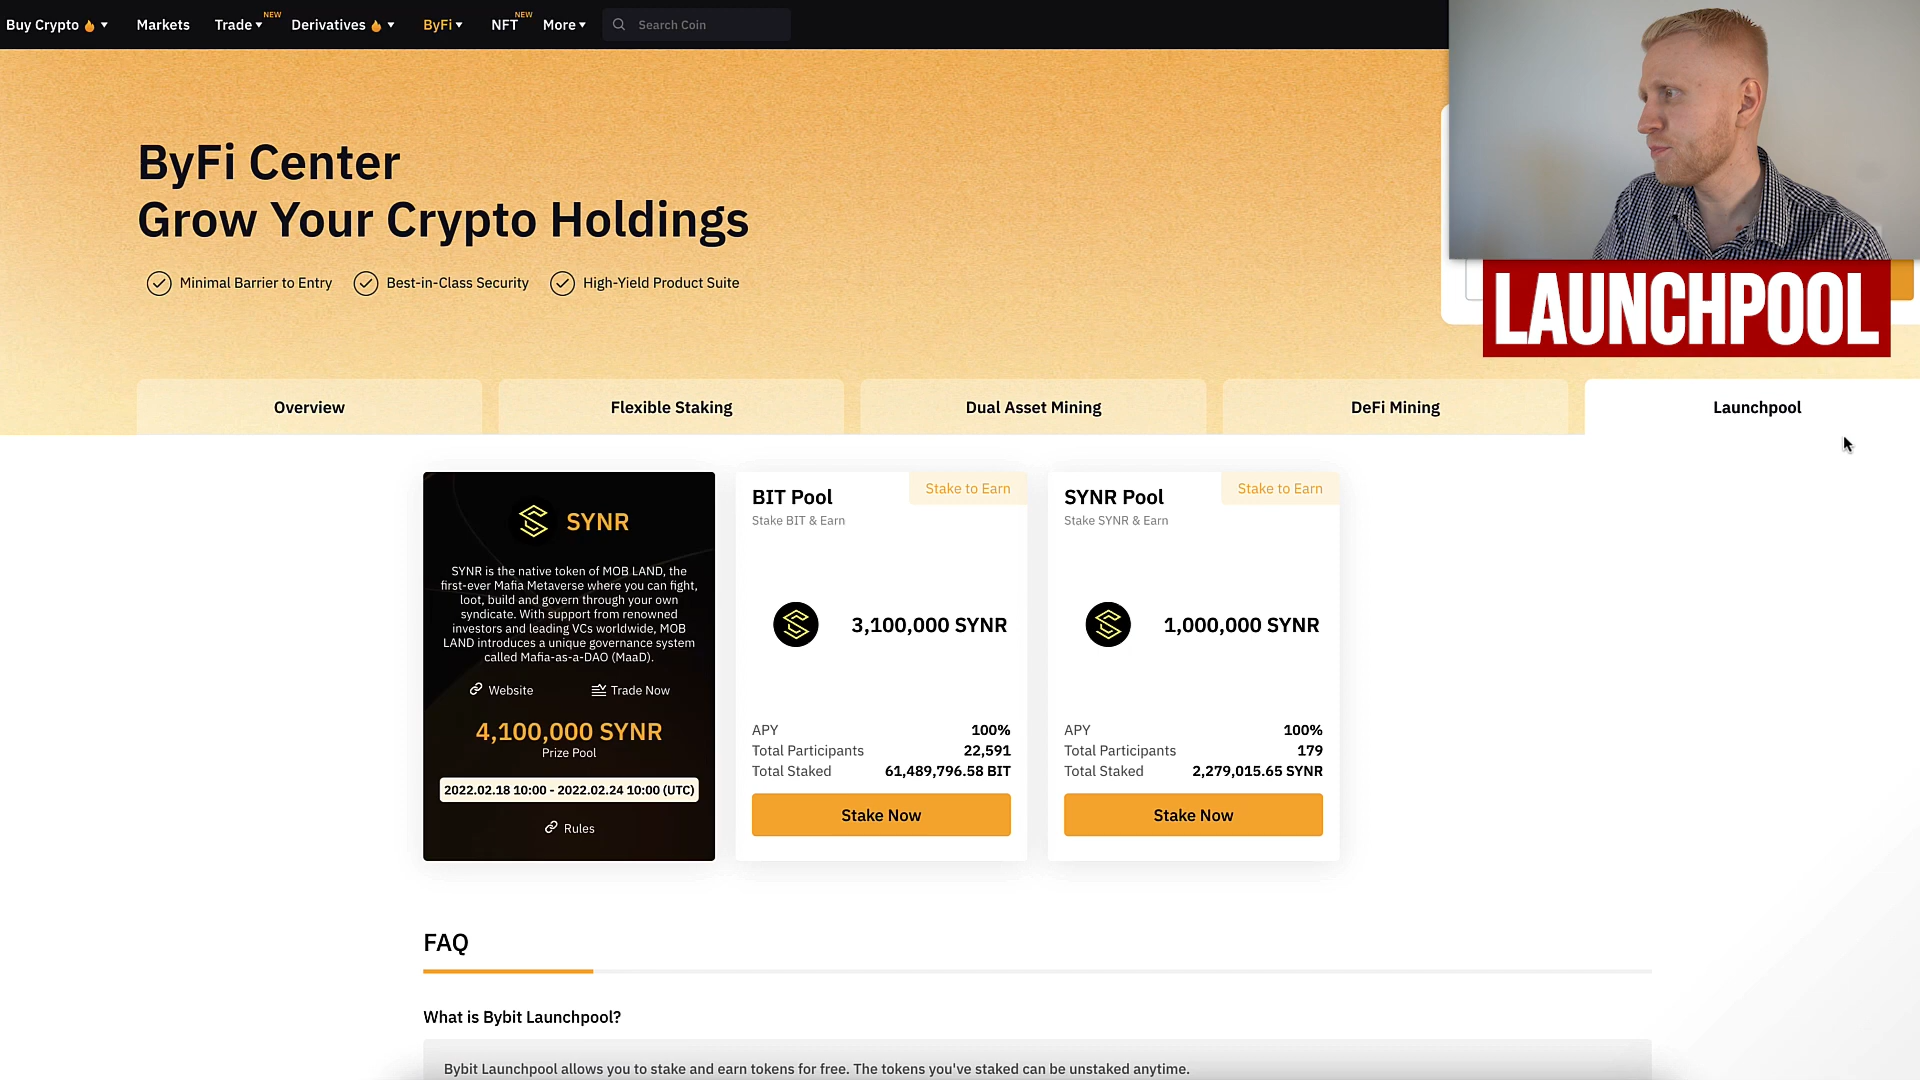 Buy Crypto
Markets
Trade NEW
Derivatives
ByFi
NFT NEW
More
Search Coin
ByFi Center
Grow Your Crypto Holdings
Minimal Barrier to Entry
Best-in-Class Security
High-Yield Product Suite
LAUNCHPOOL
Overview
Flexible Staking
Dual Asset Mining
DeFi Mining
Launchpool
SYNR
SYNR is the native token of MOB LAND, the
first-ever Mafia Metaverse where you can fight,
loot, build and govern through your own
syndicate. With support from renowned
investors and leading VCs worldwide, MOB
LAND introduces a unique governance system
called Mafia-as-a-DAO (MaaD).
Website
Trade Now
4,100,000 SYNR
Prize Pool
2022.02.18 10:00 - 2022.02.24 10:00 (UTC)
Rules
BIT Pool
Stake to Earn
Stake BIT & Earn
3,100,000 SYNR
APY 100%
Total Participants 22,591
Total Staked 61,489,796.58 BIT
Stake Now
SYNR Pool
Stake to Earn
Stake SYNR & Earn
1,000,000 SYNR
APY 100%
Total Participants 179
Total Staked 2,279,015.65 SYNR
Stake Now
FAQ
What is Bybit Launchpool?
Bybit Launchpool allows you to stake and earn tokens for free. The tokens you've staked can be unstaked anytime.